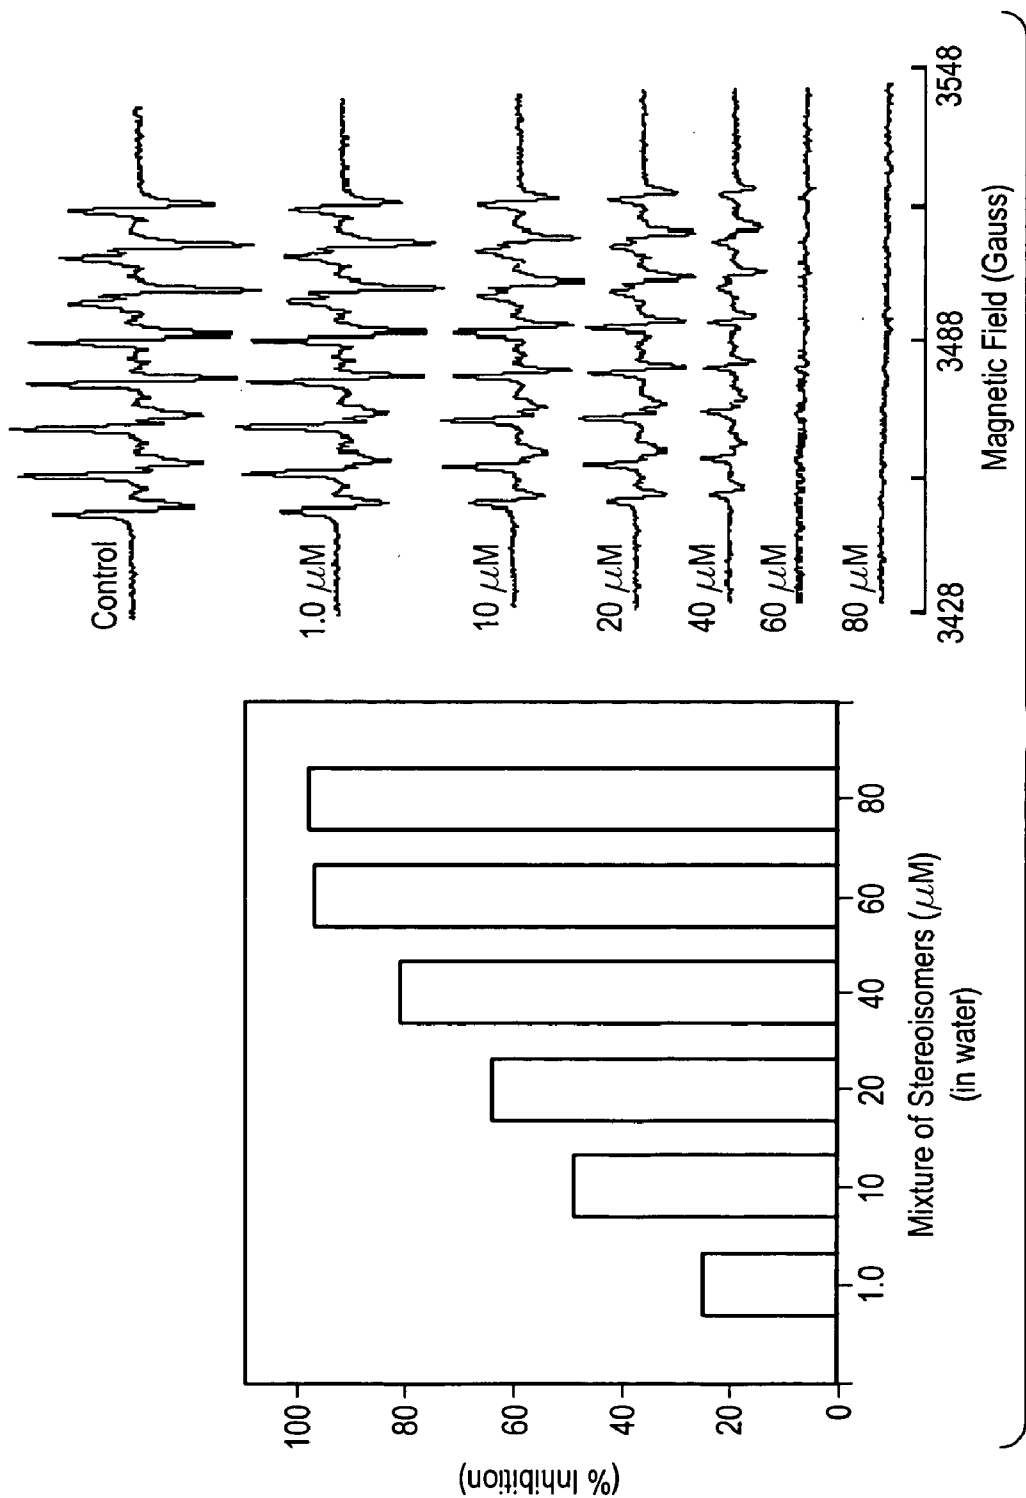 (% Inhibition)
100
80
60
40
20
0
1.0
10
20
40
60
80
Mixture of Stereoisomers (μM)
(in water)
Control
1.0 μM
10 μM
20 μM
40 μM
60 μM
80 μM
3428
3488
3548
Magnetic Field (Gauss)